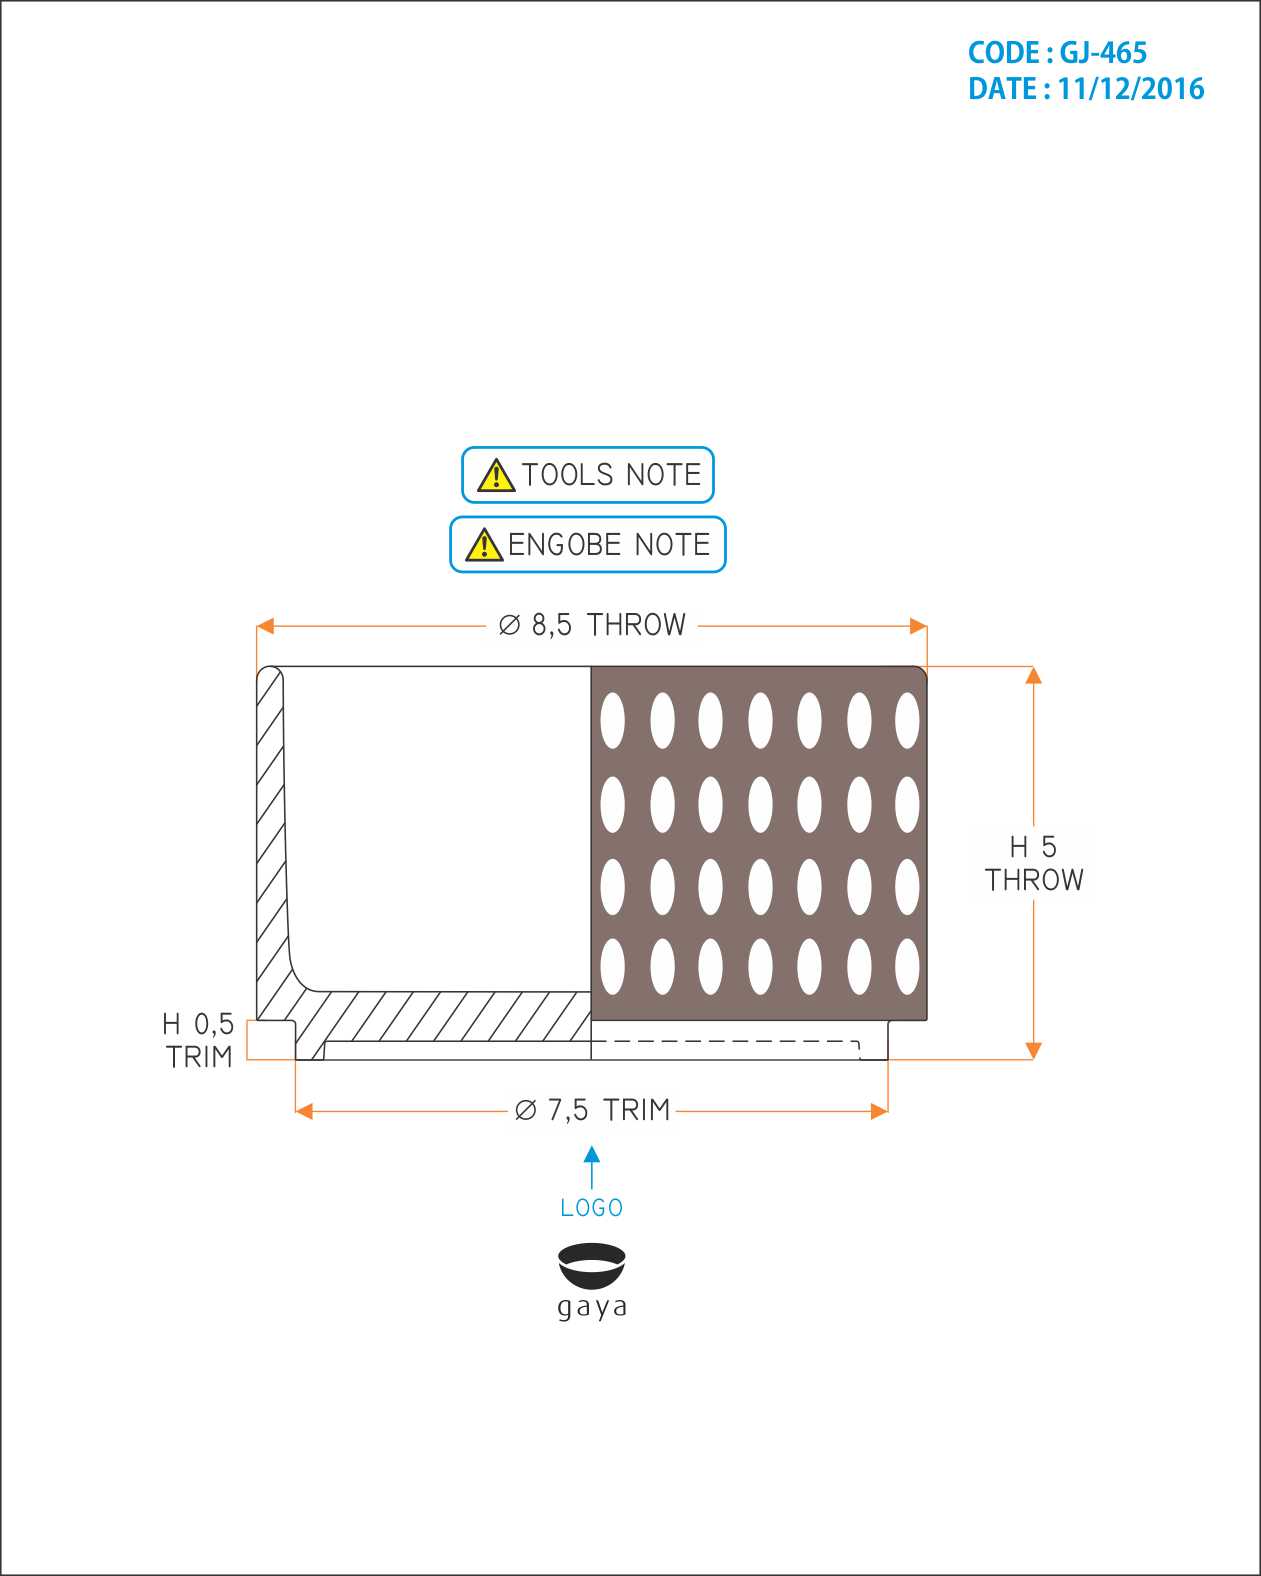 CODE : GJ-465
DATE : 11/12/2016
TOOLS NOTE
ENGOBE NOTE
Ø 8,5 THROW
H 5
THROW
H 0,5
TRIM
Ø 7,5 TRIM
LOGO
gaya